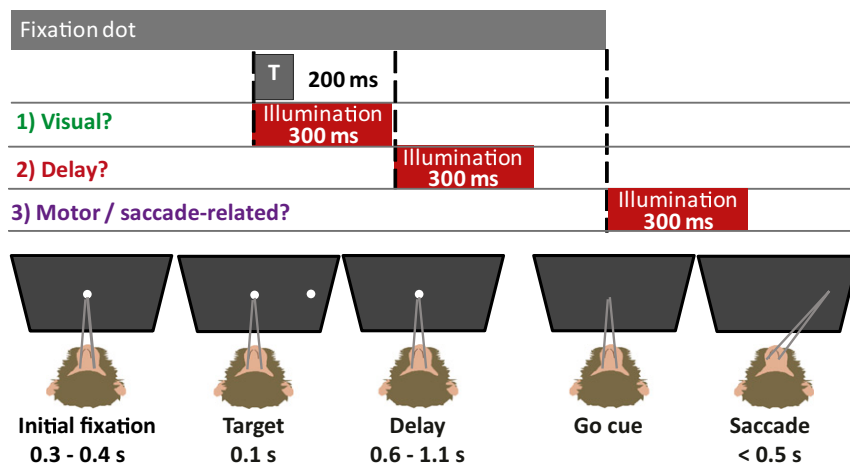 Fixation dot
T
200 ms
1) Visual?
Illumination
300 ms
2) Delay?
Illumination
300 ms
3) Motor / saccade-related?
Illumination
300 ms
Initial fixation
0.3 - 0.4 s
Target
0.1 s
Delay
0.6 - 1.1 s
Go cue
Saccade
< 0.5 s